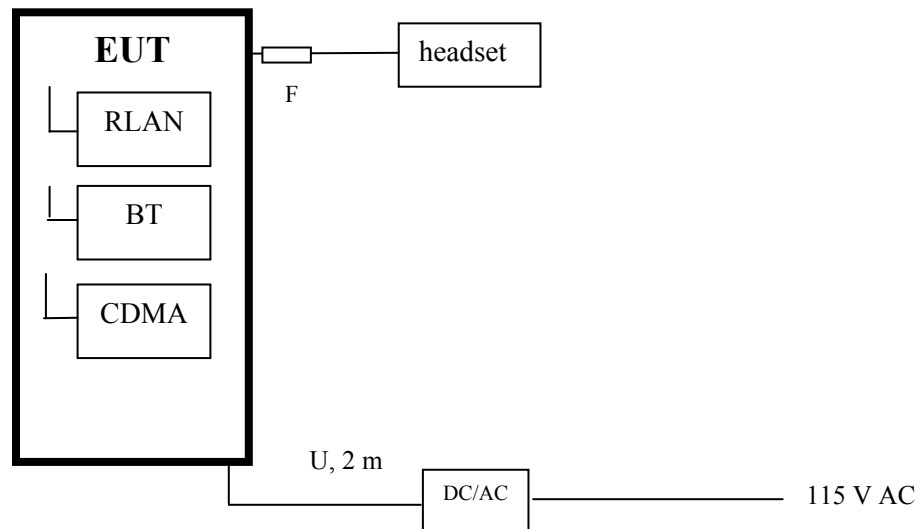 EUT
headset
F
RLAN
BT
CDMA
U, 2 m
DC/AC
115 V AC